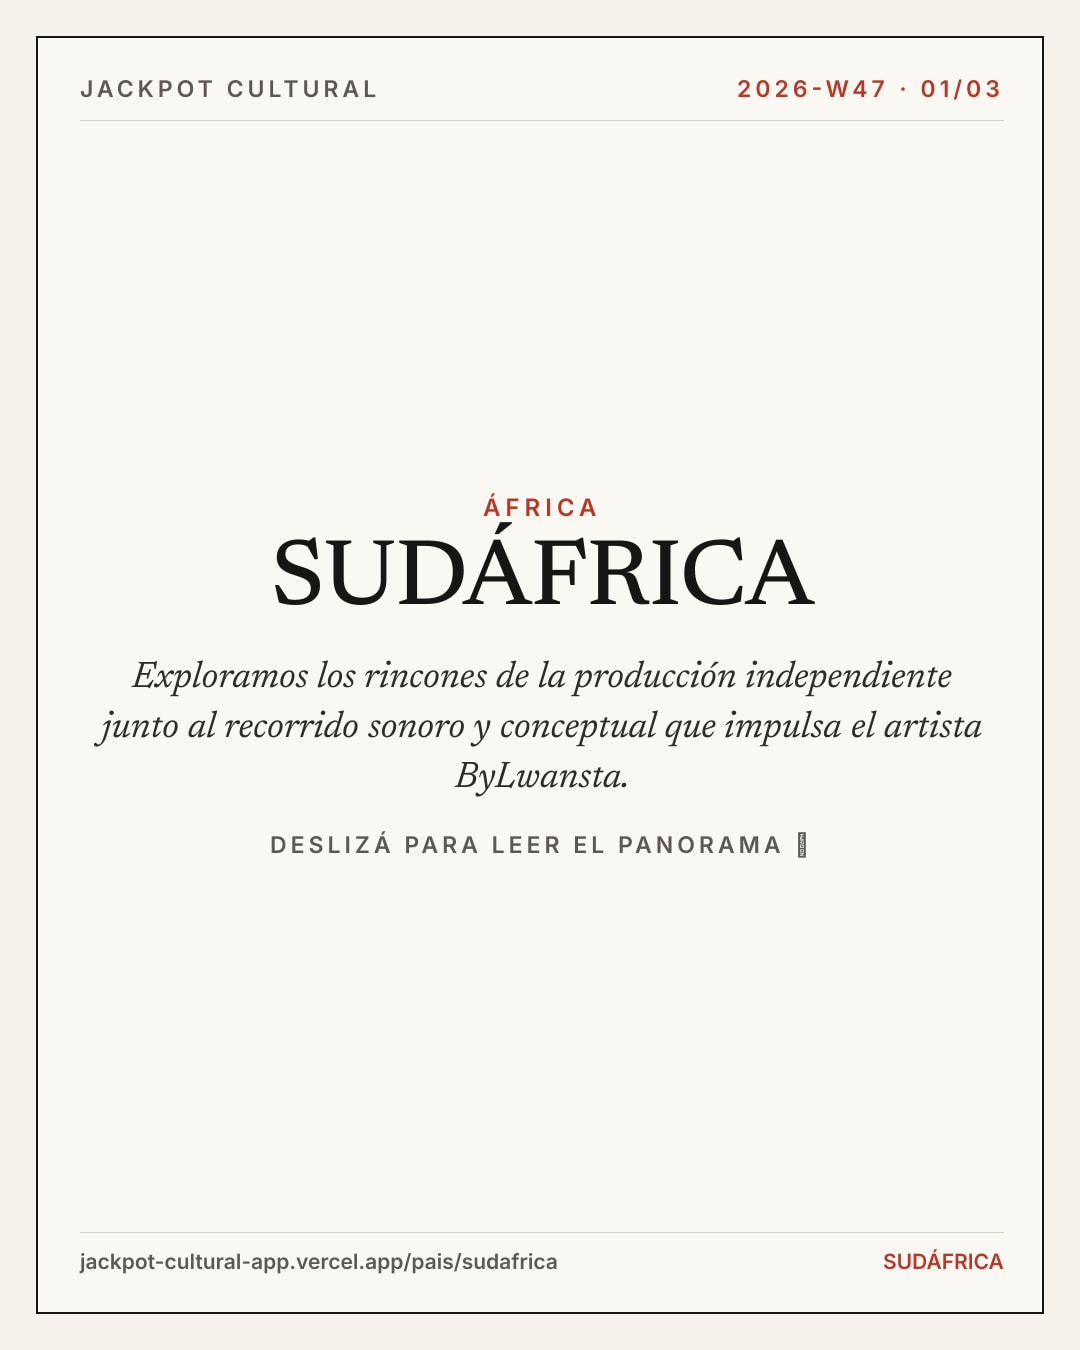 JACKPOT CULTURAL
2026-W47 · 01/03
ÁFRICA
SUDÁFRICA
Exploramos los rincones de la producción independiente
junto al recorrido sonoro y conceptual que impulsa el artista
ByLwansta.
DESLIZÁ PARA LEER EL PANORAMA
jackpot-cultural-app.vercel.app/pais/sudafrica
SUDÁFRICA